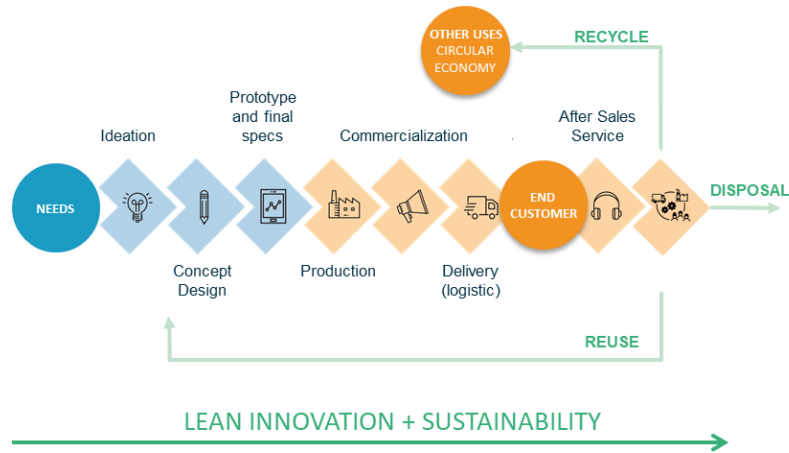 OTHER USES
CIRCULAR
ECONOMY
RECYCLE
Prototype
and final
specs
Ideation
Commercialization
After Sales
Service
NEEDS
END
CUSTOMER
DISPOSAL
Concept
Design
Production
Delivery
(logistic)
REUSE
LEAN INNOVATION + SUSTAINABILITY